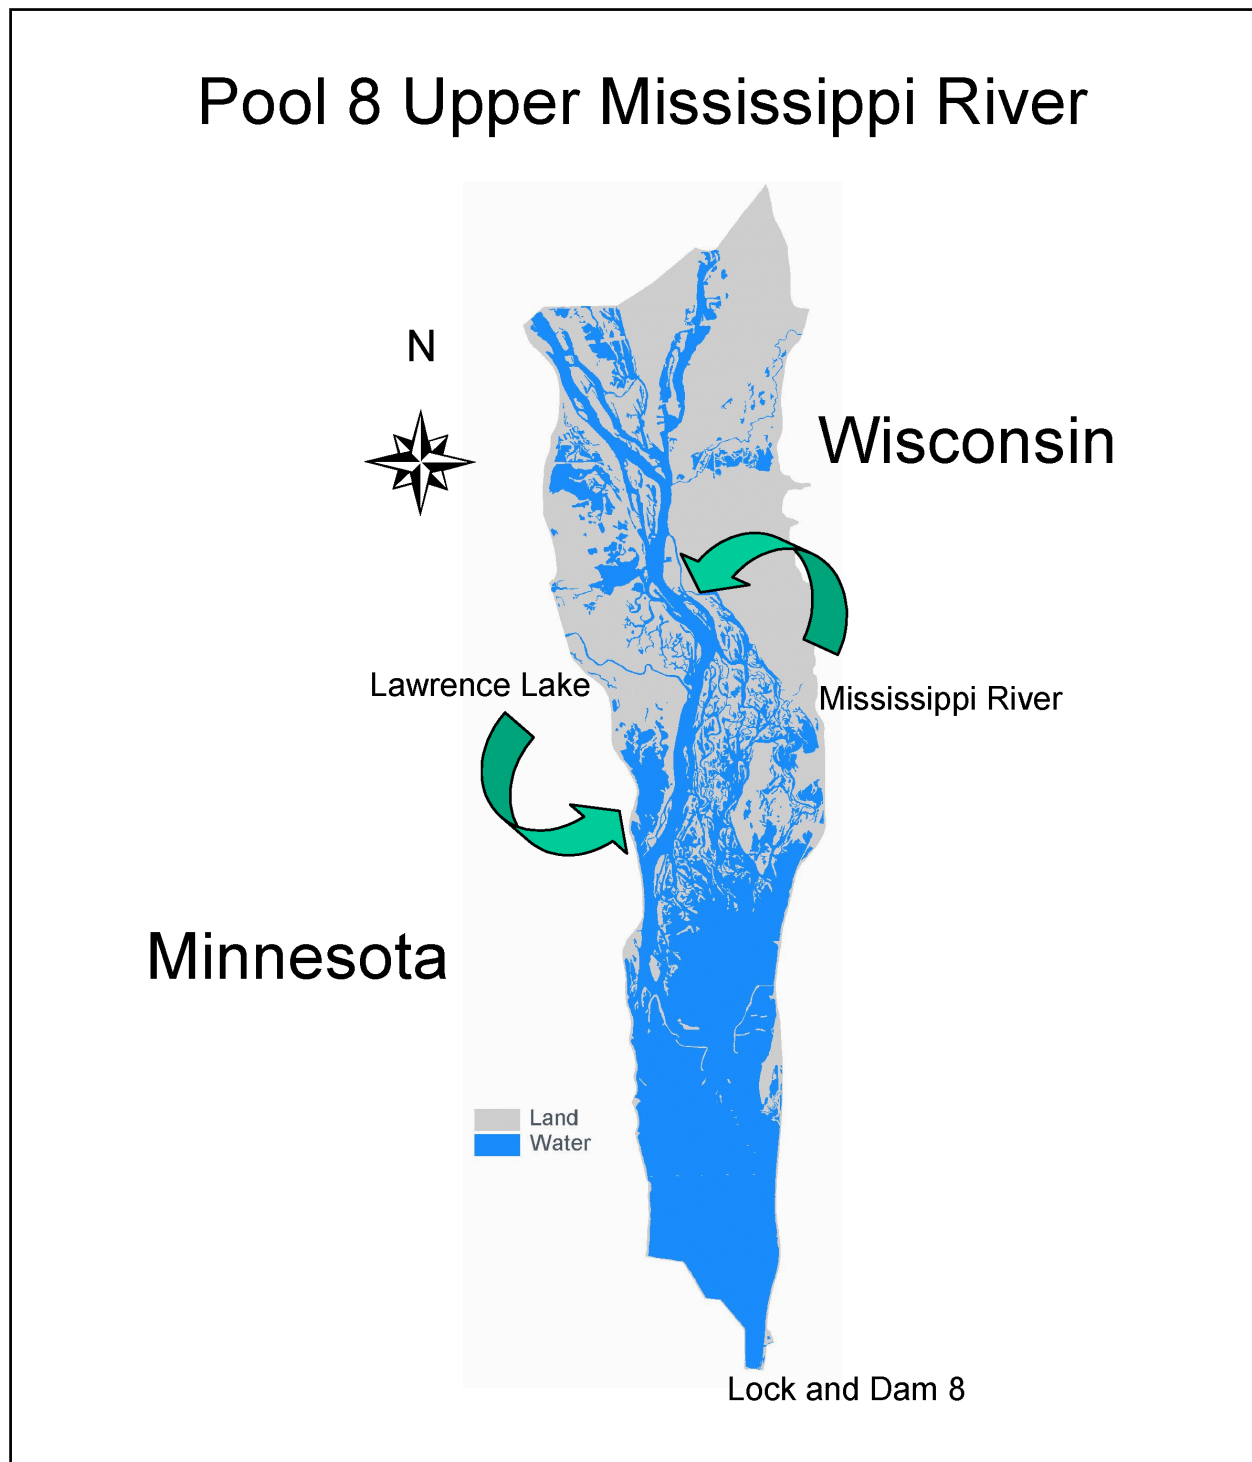 Pool 8 Upper Mississippi River
N
Wisconsin
Lawrence Lake
Mississippi River
Minnesota
Land
Water
Lock and Dam 8